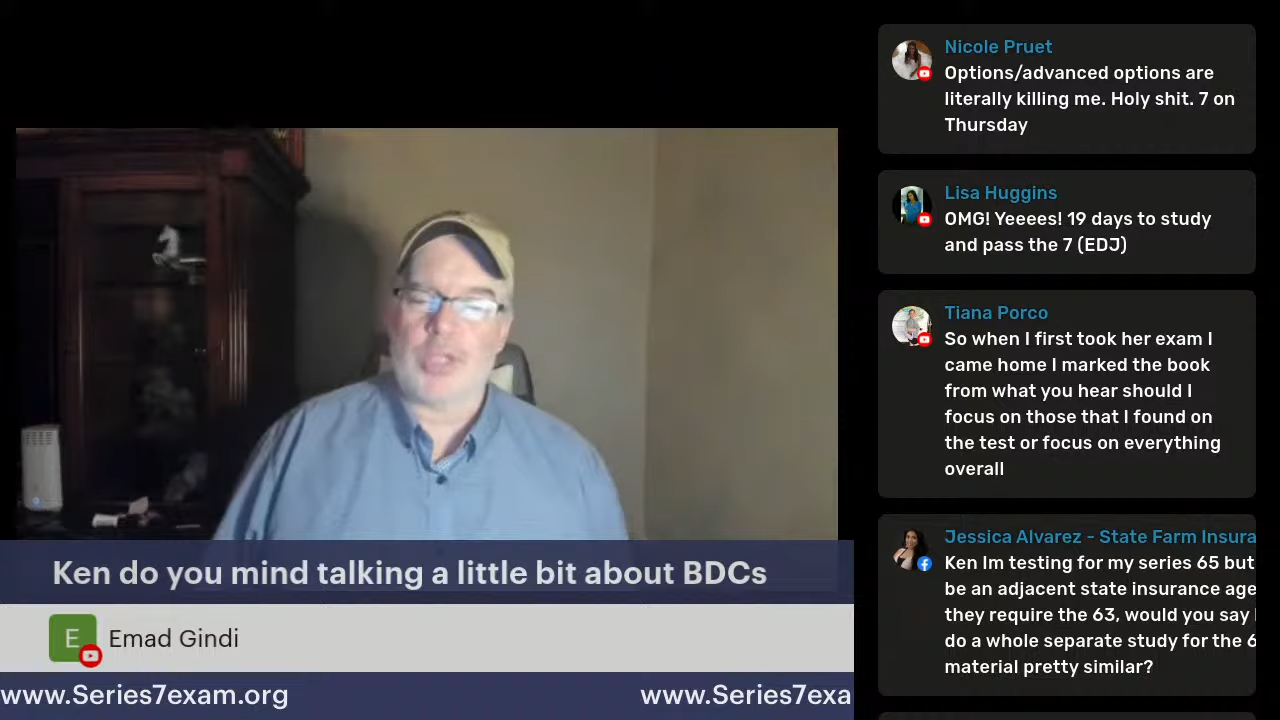 Nicole Pruet
Options/advanced options are
literally killing me. Holy shit. 7 on
Thursday
Lisa Huggins
OMG! Yeeees! 19 days to study
and pass the 7 (EDJ)
Tiana Porco
So when I first took her exam I
came home I marked the book
from what you hear should I
focus on those that I found on
the test or focus on everything
overall
Jessica Alvarez - State Farm Insura
Ken Im testing for my series 65 but
be an adjacent state insurance age
they require the 63, would you say
do a whole separate study for the 6
material pretty similar?
Ken do you mind talking a little bit about BDCs
E
Emad Gindi
www.Series7exam.org
www.Series7exa